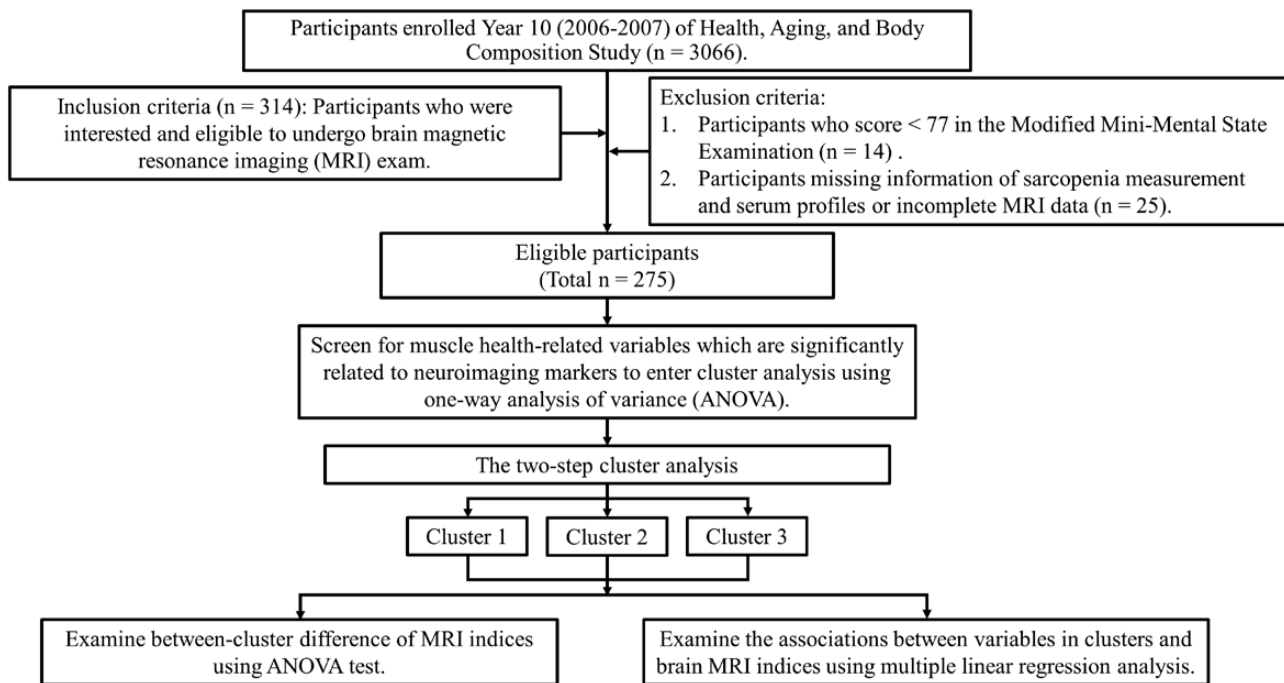 Participants enrolled Year 10 (2006-2007) of Health, Aging, and Body
Composition Study (n = 3066).
Inclusion criteria (n = 314): Participants who were
interested and eligible to undergo brain magnetic
resonance imaging (MRI) exam.
Exclusion criteria:
1. Participants who score < 77 in the Modified Mini-Mental State
Examination (n = 14) .
2. Participants missing information of sarcopenia measurement
and serum profiles or incomplete MRI data (n = 25).
Eligible participants
(Total n = 275)
Screen for muscle health-related variables which are significantly
related to neuroimaging markers to enter cluster analysis using
one-way analysis of variance (ANOVA).
The two-step cluster analysis
Cluster 1
Cluster 2
Cluster 3
Examine between-cluster difference of MRI indices
using ANOVA test.
Examine the associations between variables in clusters and
brain MRI indices using multiple linear regression analysis.